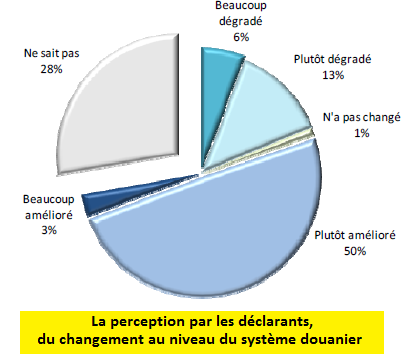 Beaucoup
dégradé
6%
Ne sait pas
28%
Plutôt dégradé
13%
N'a pas changé
1%
Beaucoup
amélioré
3%
Plutôt amélioré
50%
La perception par les déclarants,
du changement au niveau du système douanier